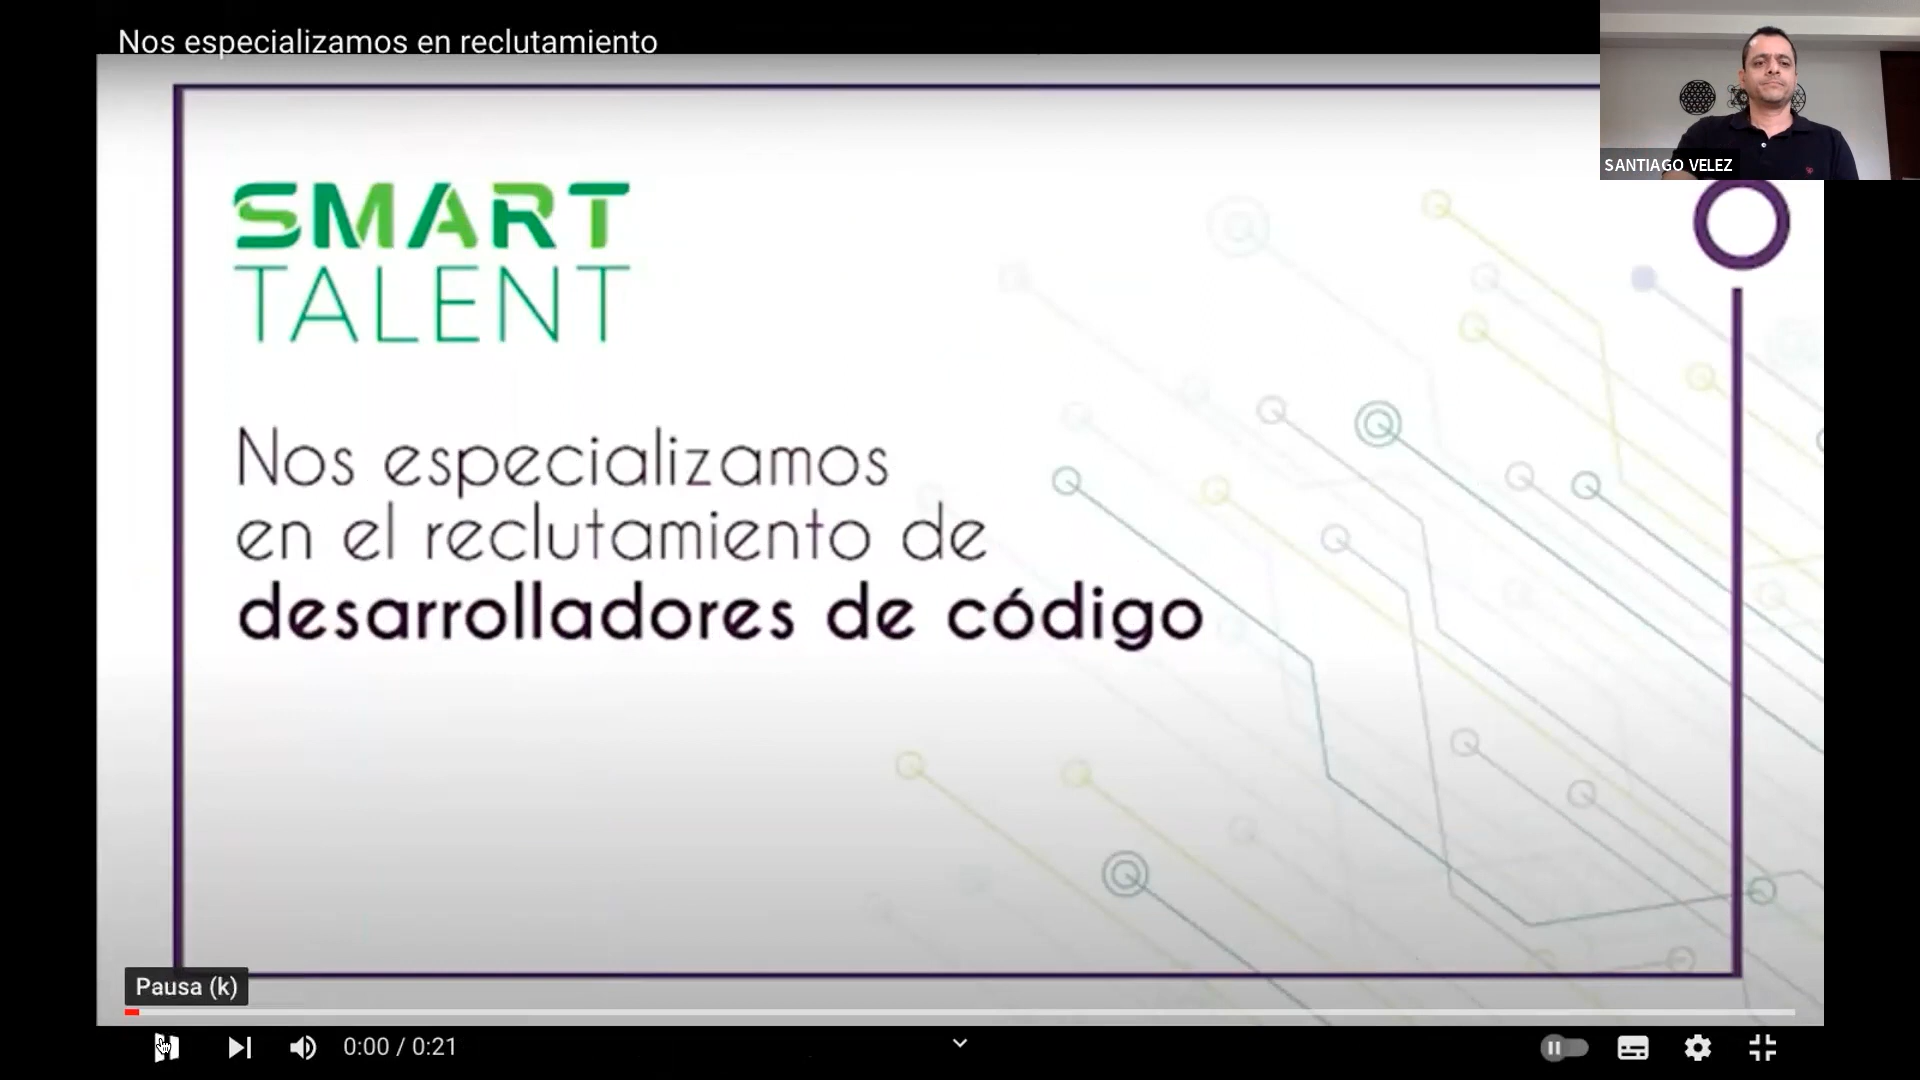 Nos especializamos en reclutamiento
SANTIAGO VELEZ
SMART
TALENT
Nos especializamos
en el reclutamiento de
desarrolladores de código
Pausa (k)
0:00 / 0:21